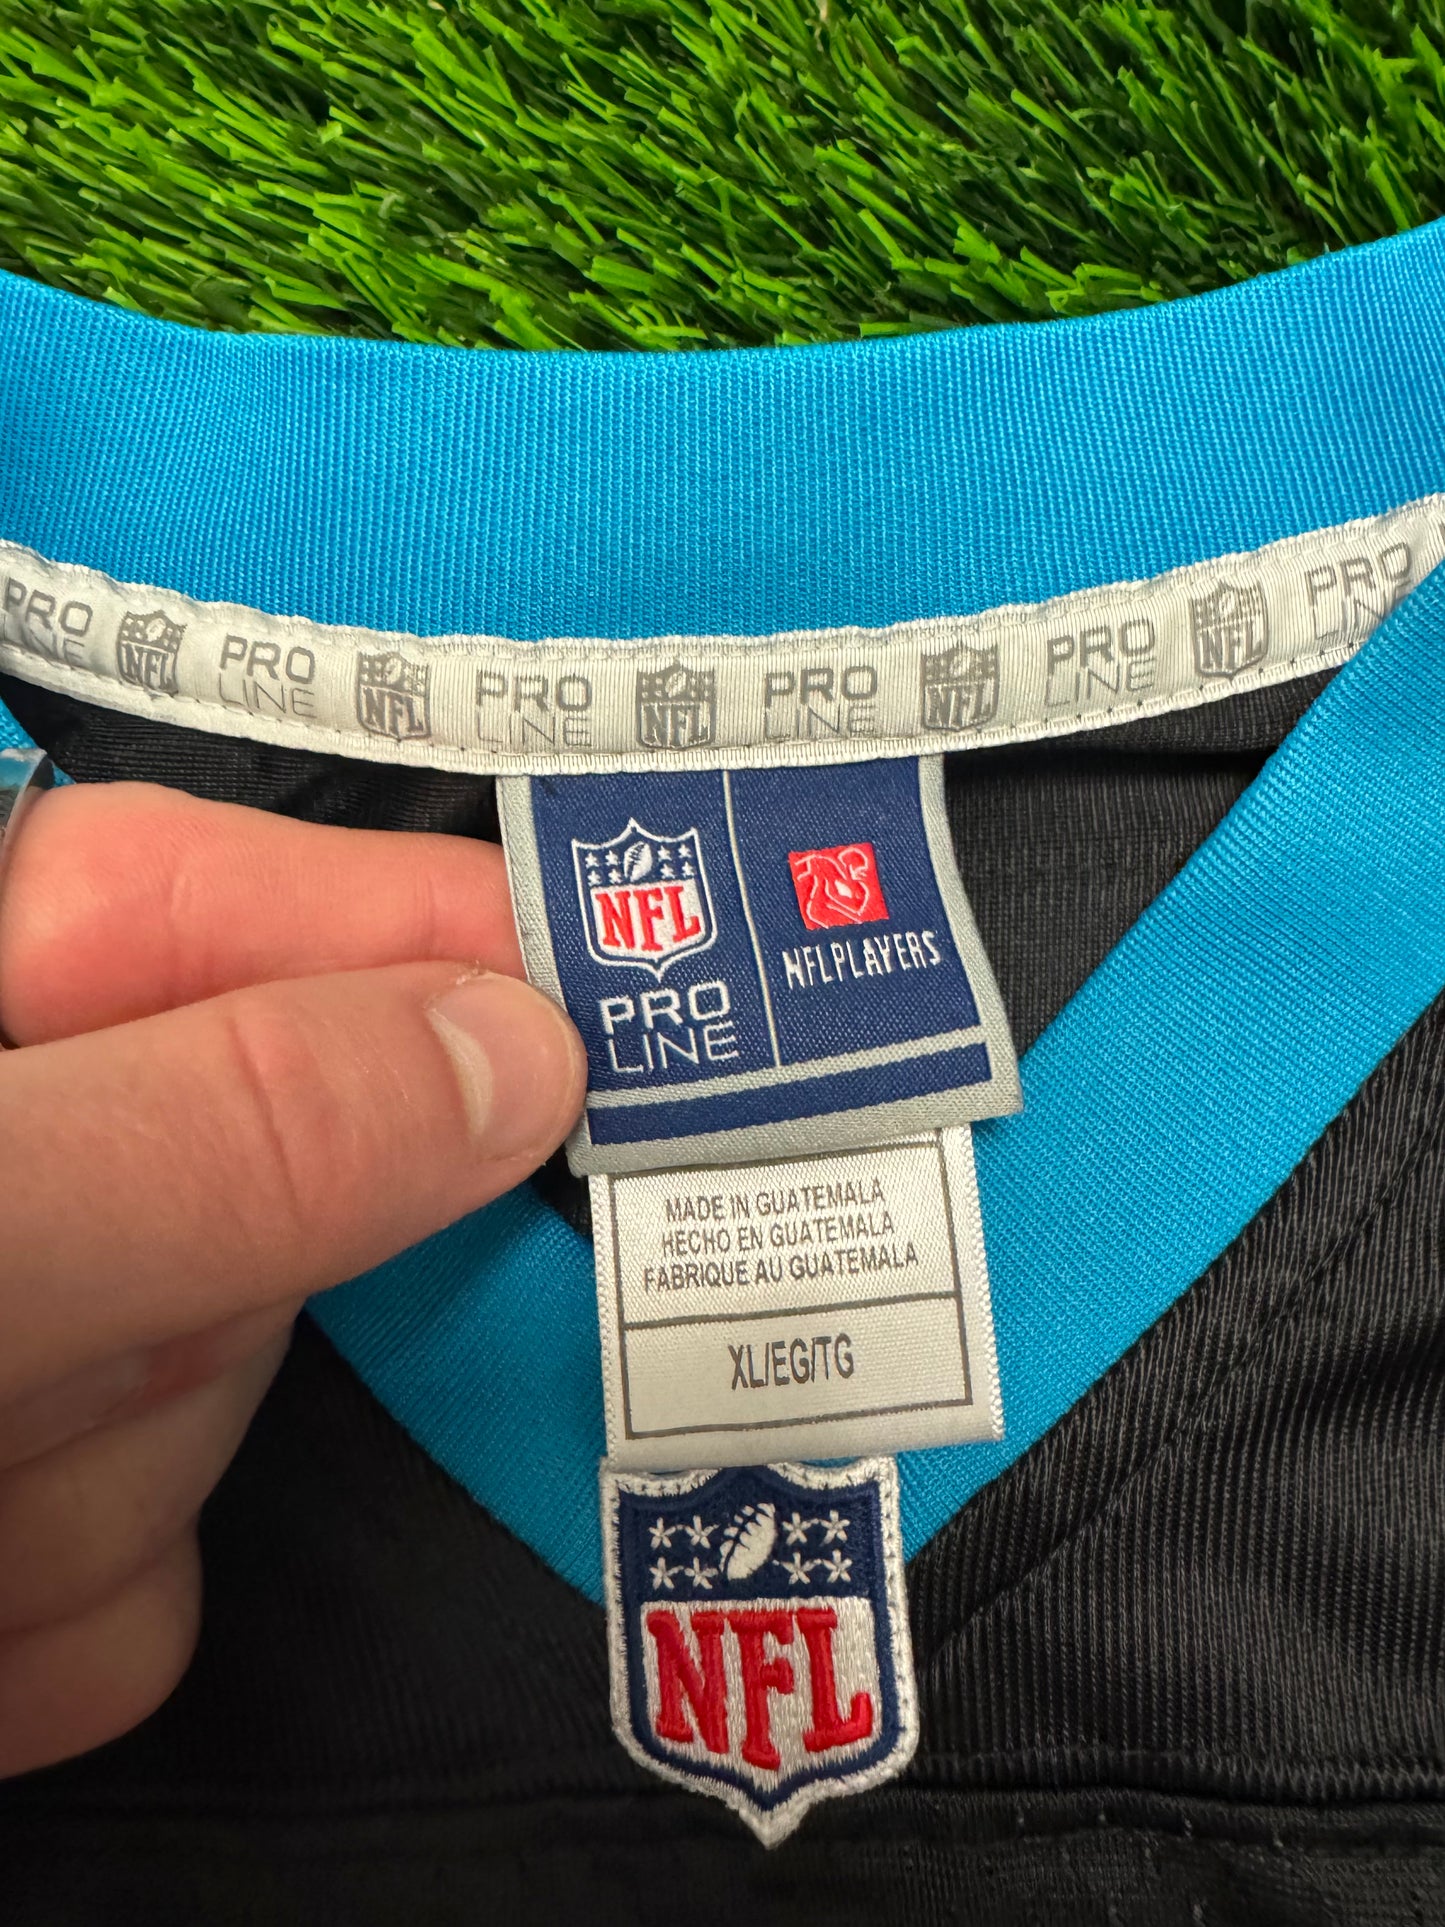 PRO LINE NFL PRO LINE NFL PRO LINE NFL PRO LINE NFL PRO LINE NFL PRO LINE
NFL
PRO
LINE
NFLPLAYERS
MADE IN GUATEMALA
HECHO EN GUATEMALA
FABRIQUE AU GUATEMALA
XL/EG/TG
NFL